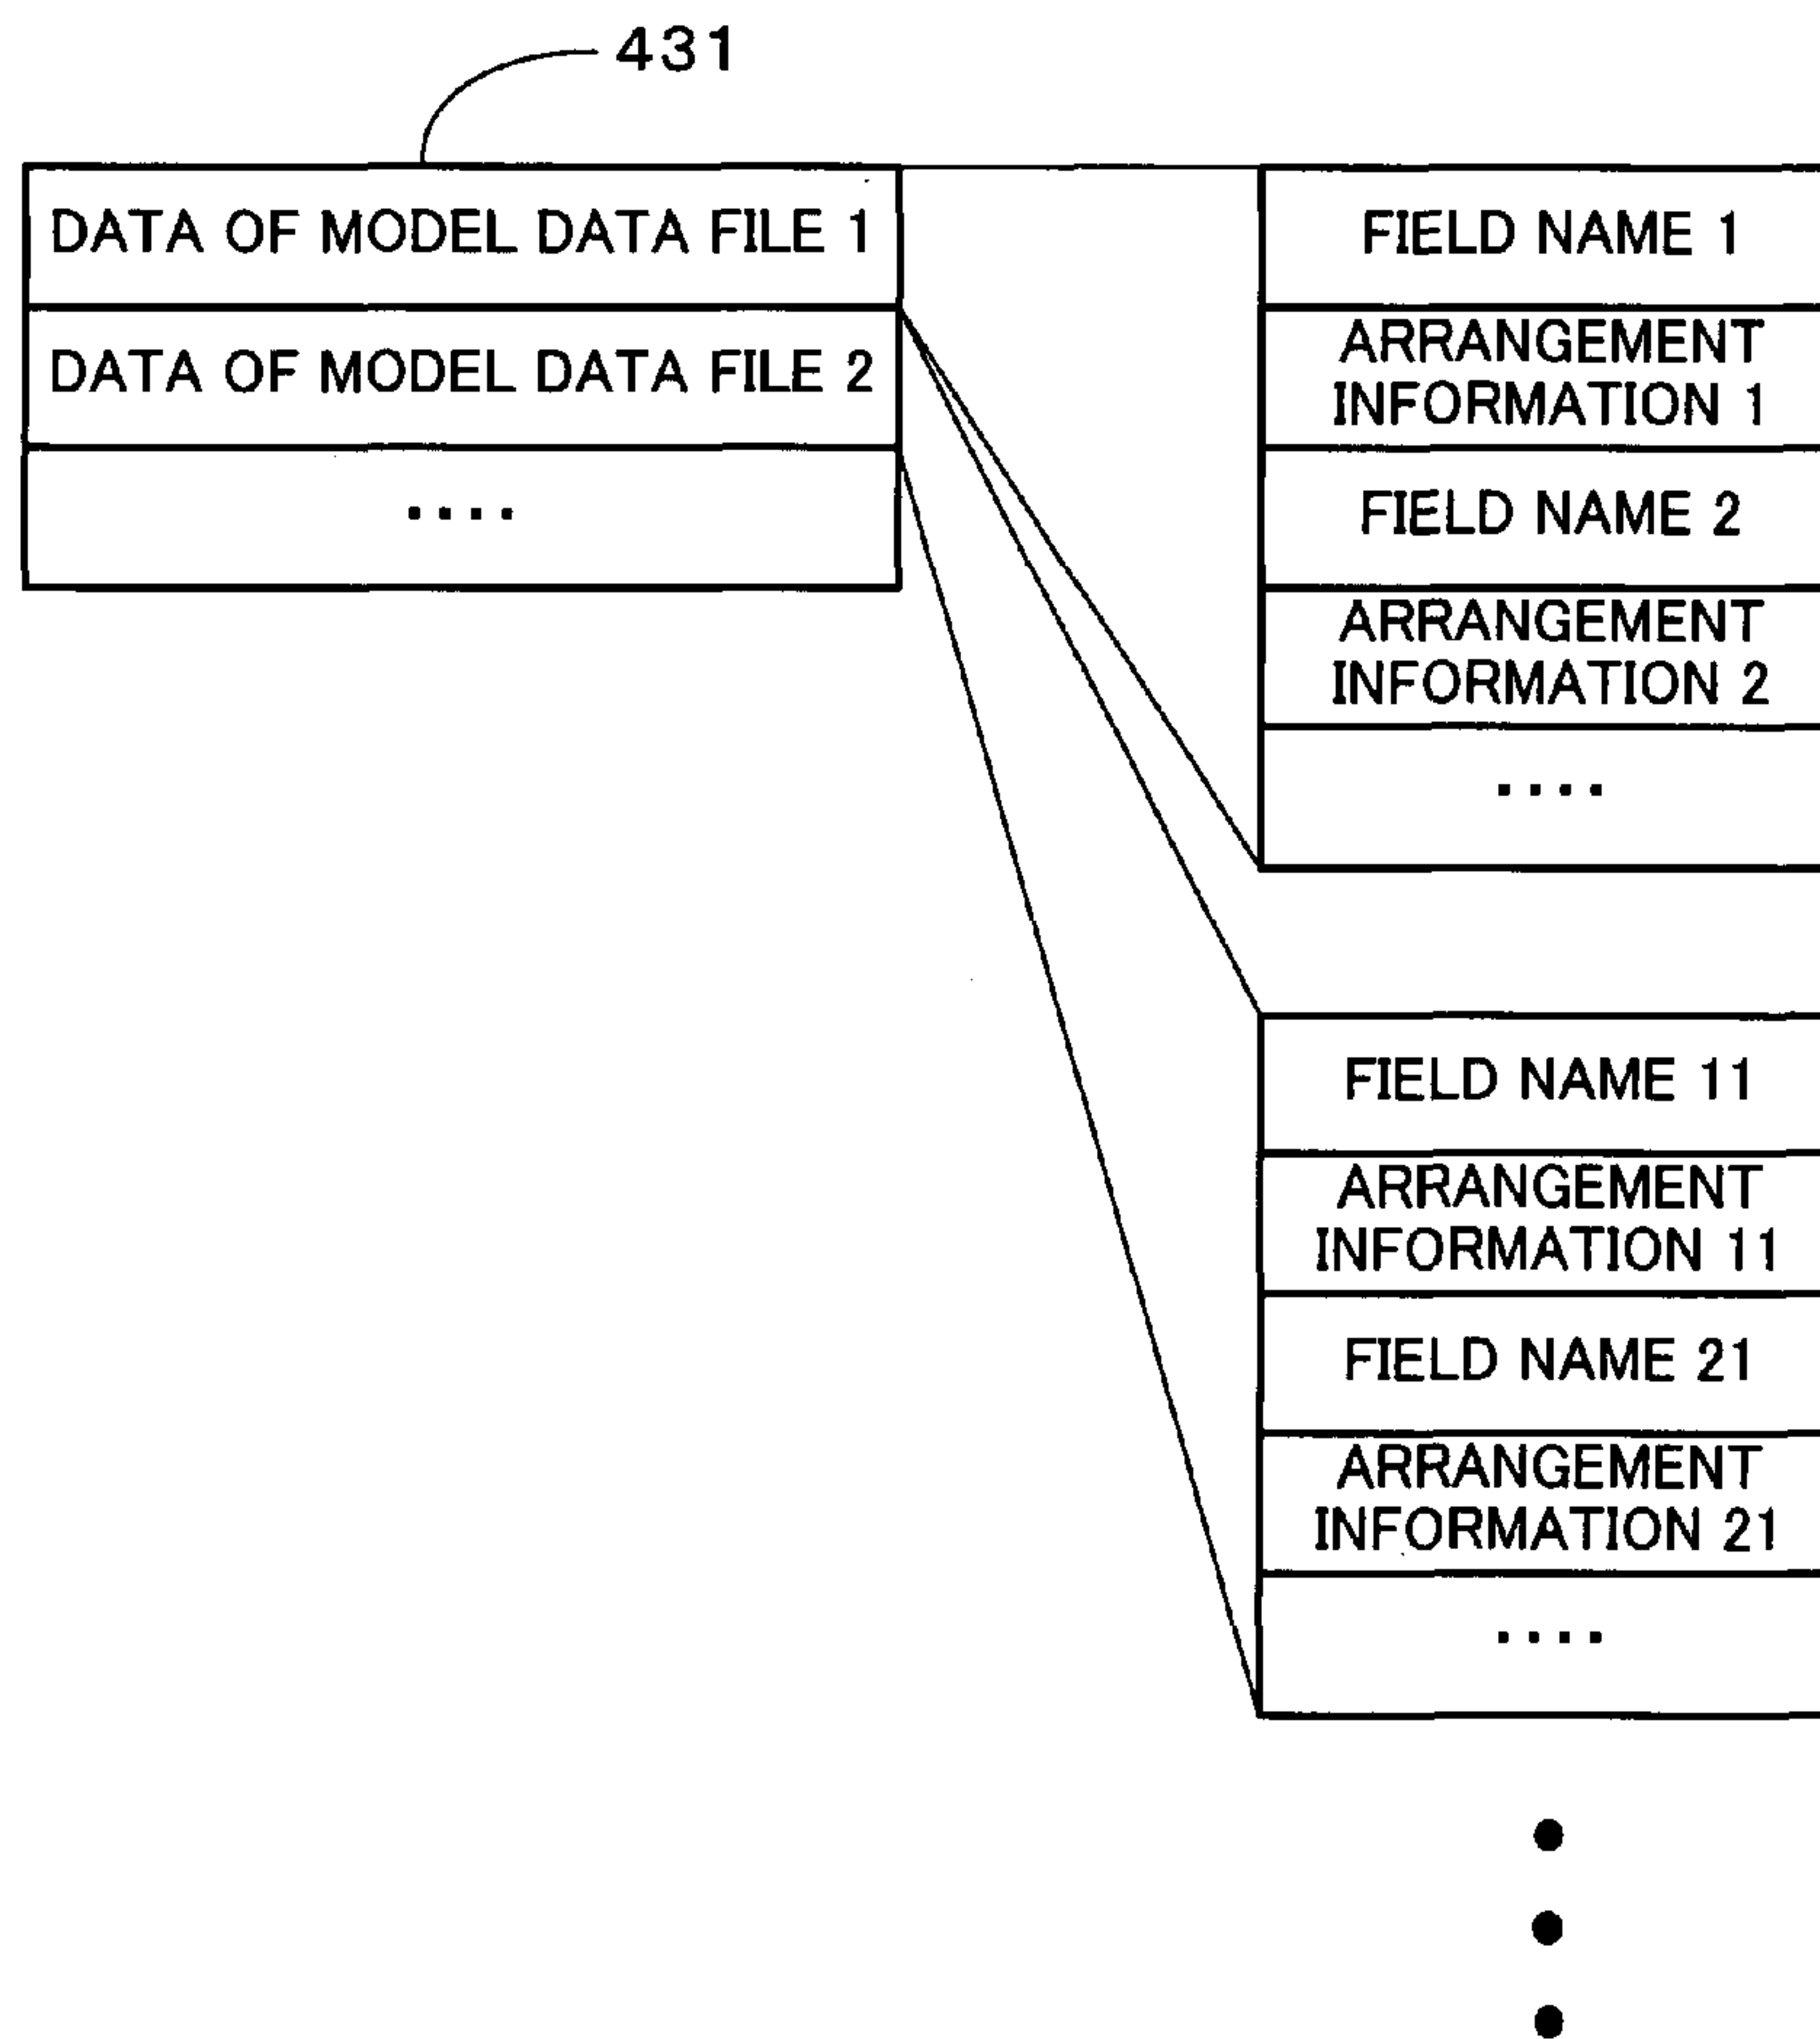 431
DATA OF MODEL DATA FILE 1
DATA OF MODEL DATA FILE 2
....
FIELD NAME 1
ARRANGEMENT
INFORMATION 1
FIELD NAME 2
ARRANGEMENT
INFORMATION 2
....
FIELD NAME 11
ARRANGEMENT
INFORMATION 11
FIELD NAME 21
ARRANGEMENT
INFORMATION 21
....